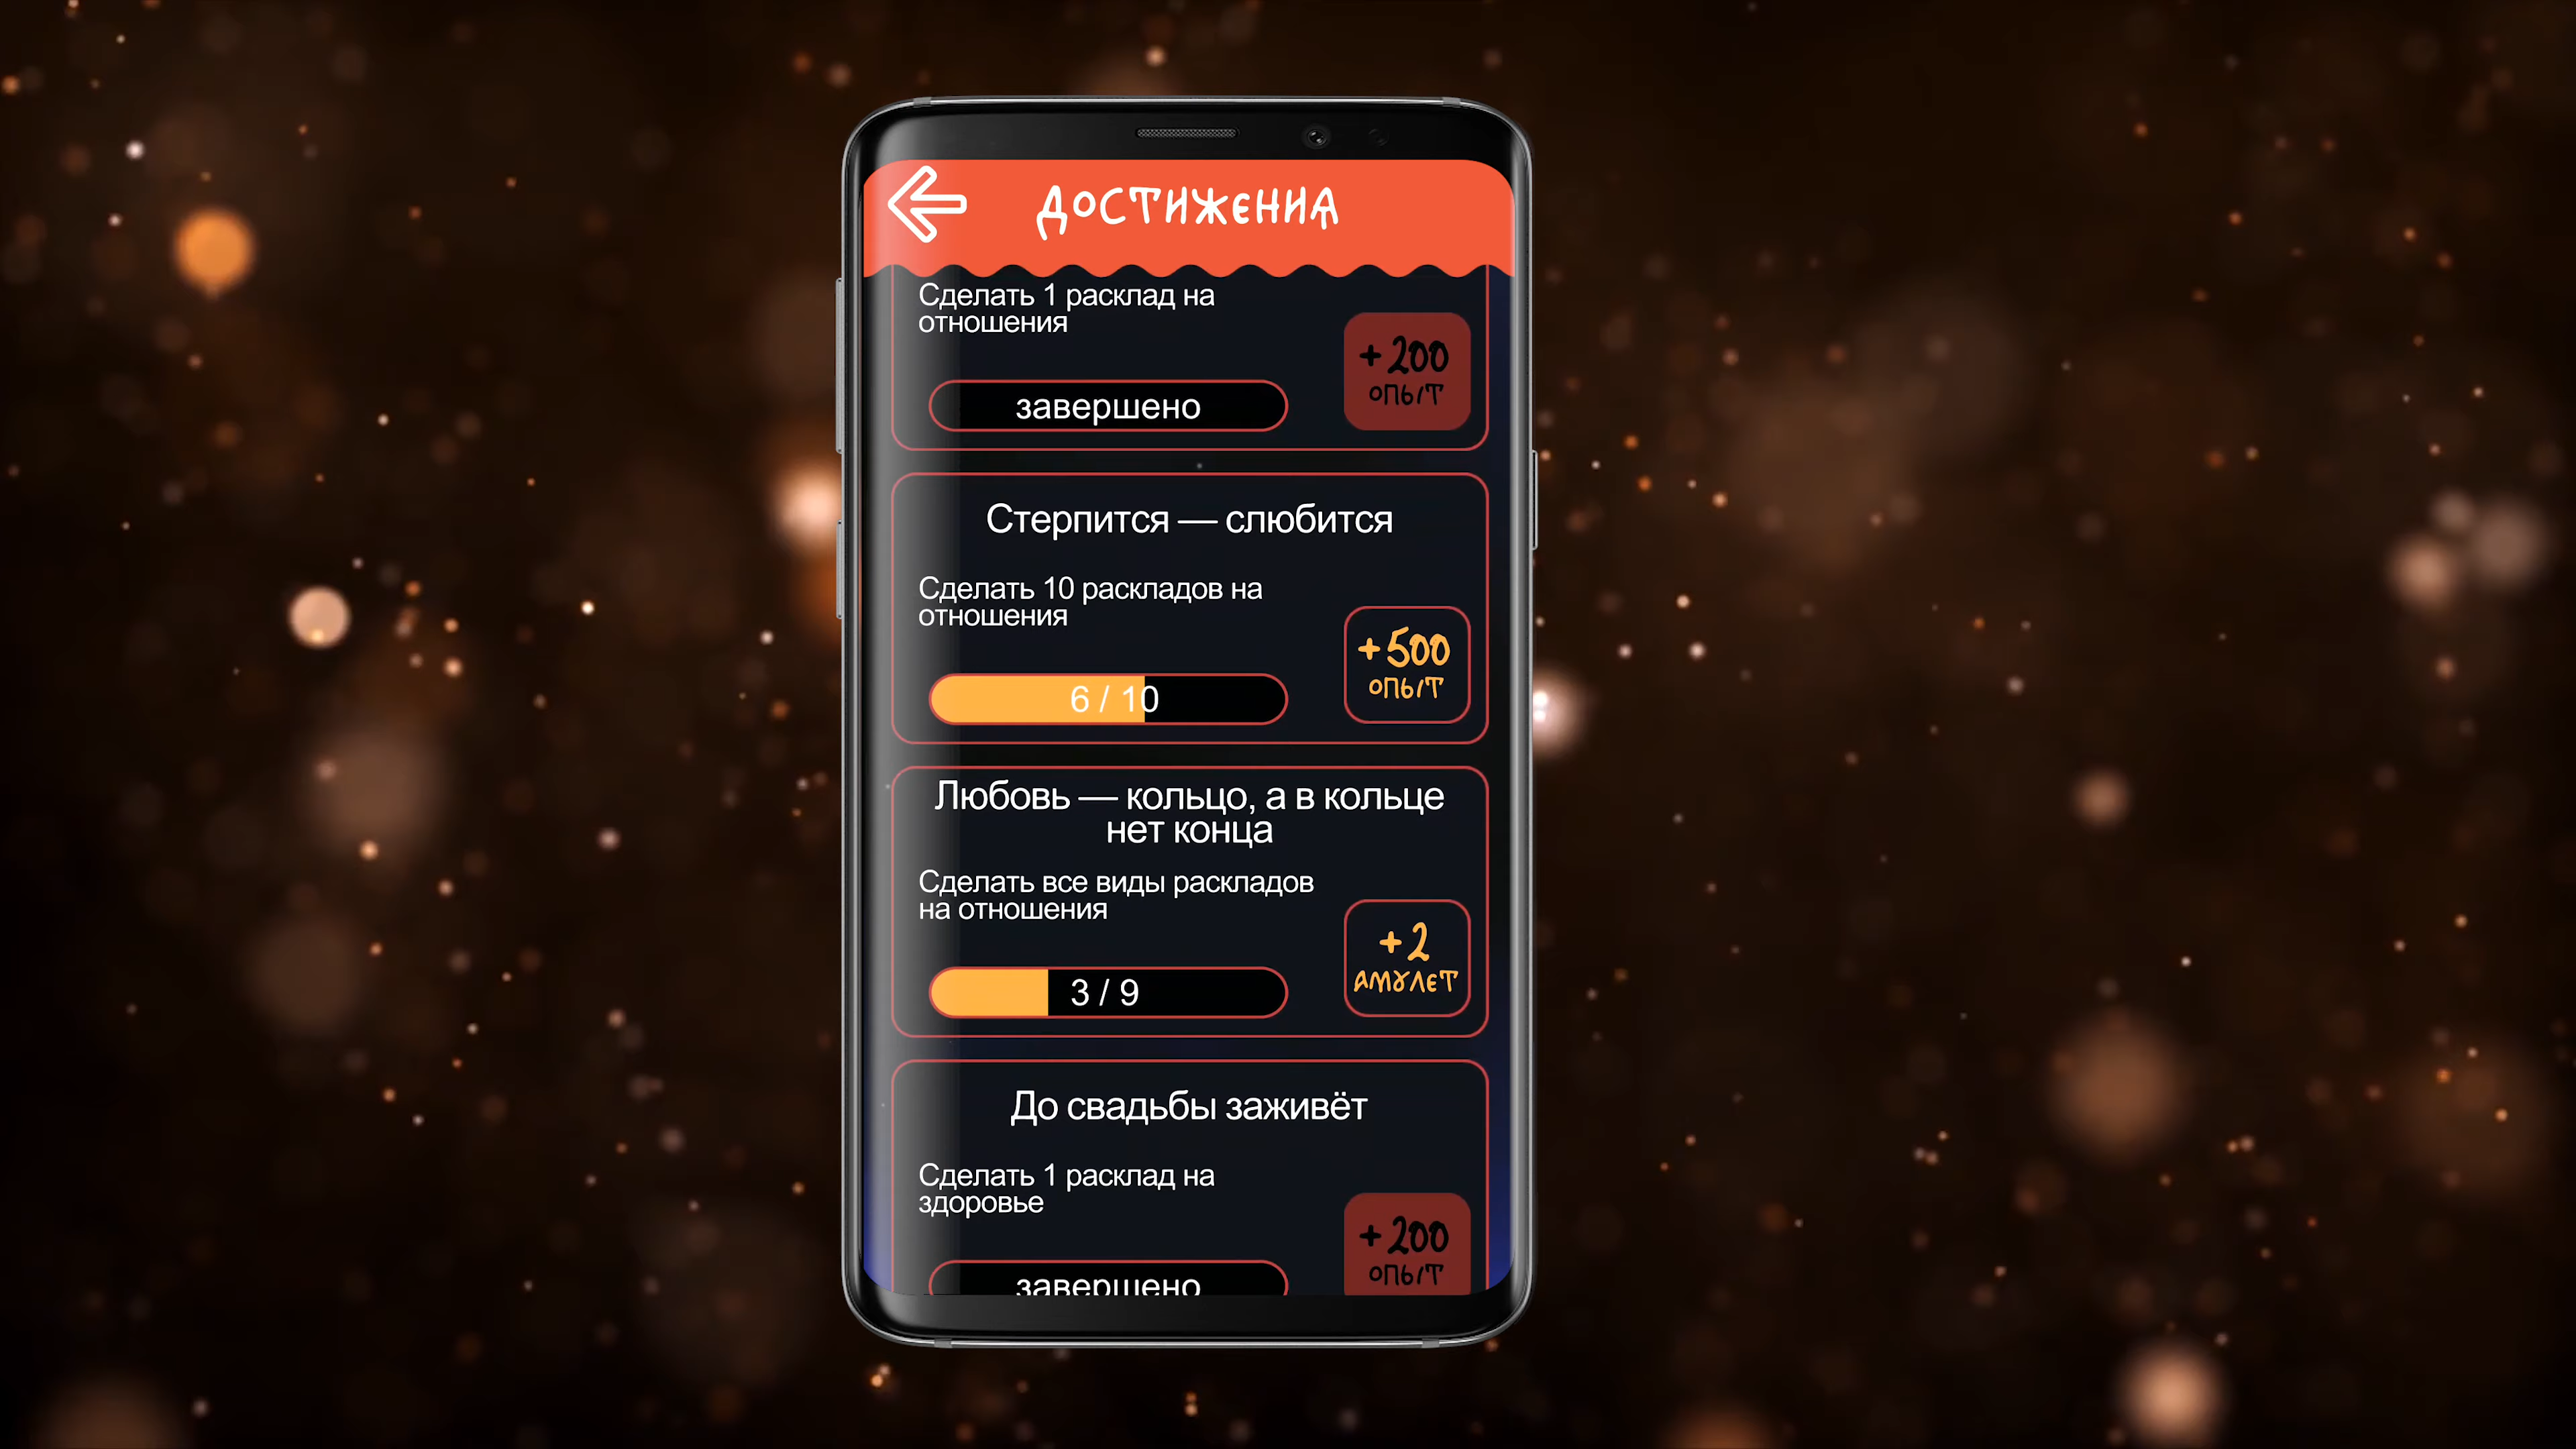 ДОСТИЖЕНИЯ
Сделать 1 расклад на
отношения
+200
ОПЫТ
завершено
Стерпится — слюбится
Сделать 10 раскладов на
отношения
+500
ОПЫТ
6 / 10
Любовь — кольцо, а в кольце
нет конца
Сделать все виды раскладов
на отношения
+2
АМУЛЕТ
3 / 9
До свадьбы заживёт
Сделать 1 расклад на
здоровье
+200
ОПЫТ
завершено